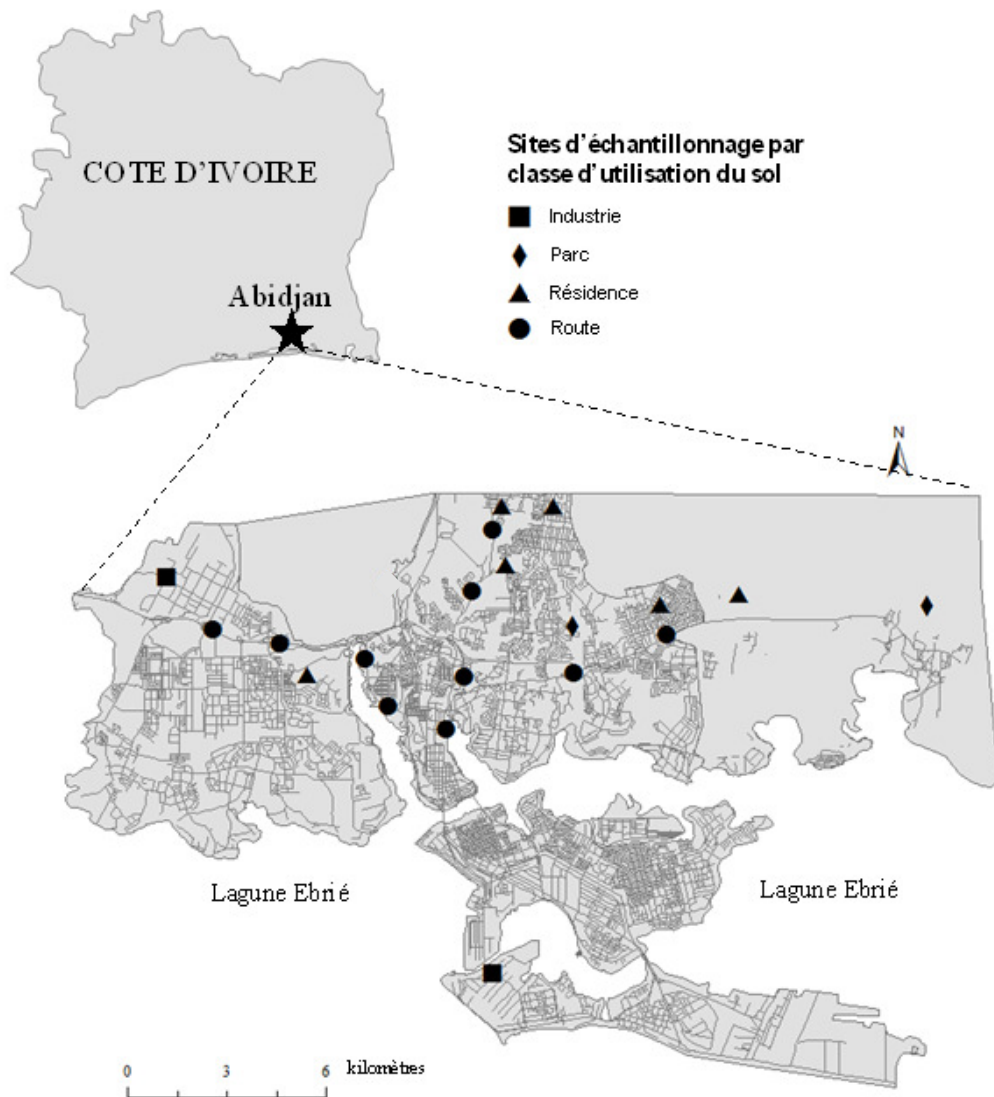 COTE D'IVOIRE
Abidjan
Sites d'échantillonnage par
classe d'utilisation du sol
Industrie
Parc
Résidence
Route
N
Lagune Ebrié
Lagune Ebrié
0 3 6 kilomètres